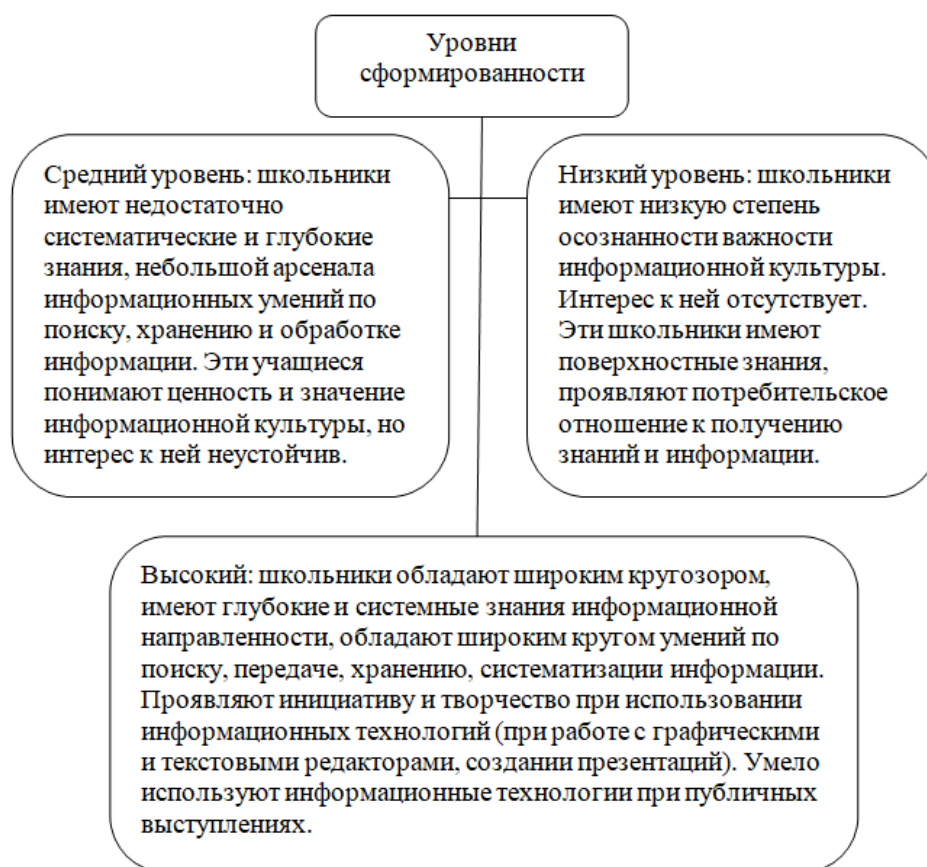 Уровни
сформированности
Средний уровень: школьники
имеют недостаточно
систематические и глубокие
знания, небольшой арсенала
информационных умений по
поиску, хранению и обработке
информации. Эти учащиеся
понимают ценность и значение
информационной культуры, но
интерес к ней неустойчив.
Низкий уровень: школьники
имеют низкую степень
осознанности важности
информационной культуры.
Интерес к ней отсутствует.
Эти школьники имеют
поверхностные знания,
проявляют потребительское
отношение к получению
знаний и информации.
Высокий: школьники обладают широким кругозором,
имеют глубокие и системные знания информационной
направленности, обладают широким кругом умений по
поиску, передаче, хранению, систематизации информации.
Проявляют инициативу и творчество при использовании
информационных технологий (при работе с графическими
и текстовыми редакторами, создании презентаций). Умело
используют информационные технологии при публичных
выступлениях.